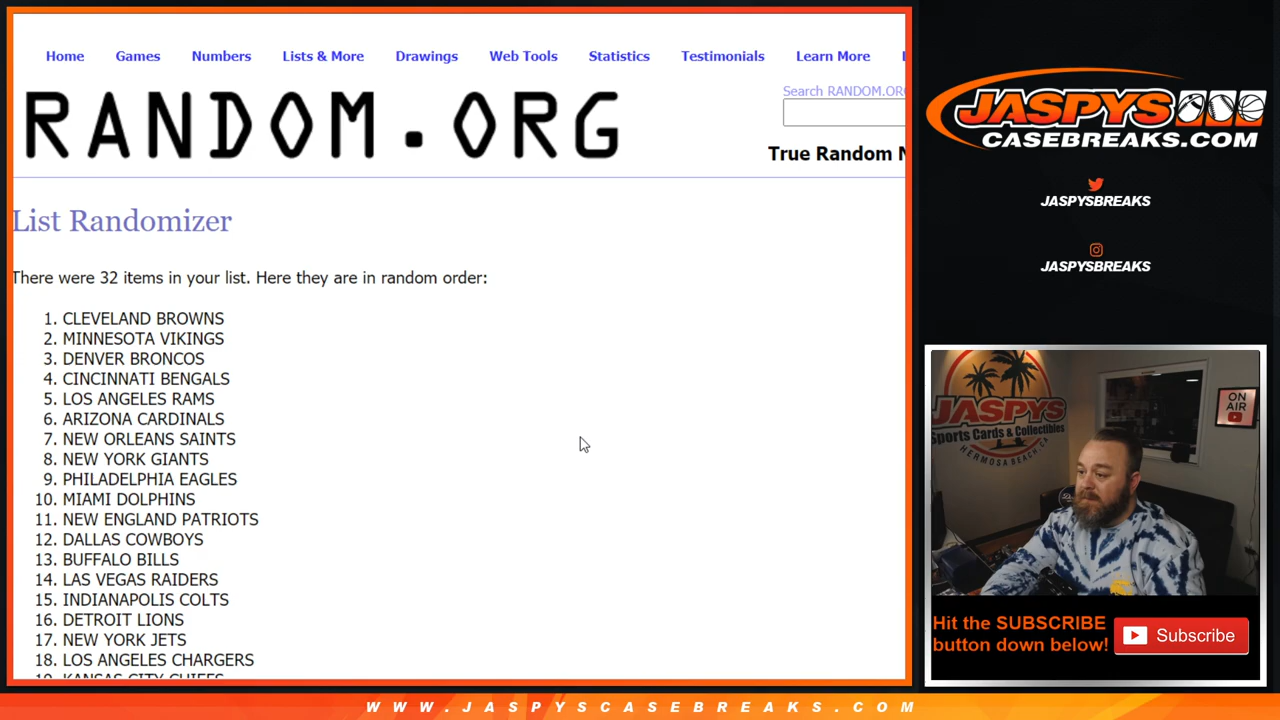 Home Games Numbers Lists & More Drawings Web Tools Statistics Testimonials Learn More
RANDOM.ORG
Search RANDOM.ORG
True Random N
List Randomizer
There were 32 items in your list. Here they are in random order:
1. CLEVELAND BROWNS
2. MINNESOTA VIKINGS
3. DENVER BRONCOS
4. CINCINNATI BENGALS
5. LOS ANGELES RAMS
6. ARIZONA CARDINALS
7. NEW ORLEANS SAINTS
8. NEW YORK GIANTS
9. PHILADELPHIA EAGLES
10. MIAMI DOLPHINS
11. NEW ENGLAND PATRIOTS
12. DALLAS COWBOYS
13. BUFFALO BILLS
14. LAS VEGAS RAIDERS
15. INDIANAPOLIS COLTS
16. DETROIT LIONS
17. NEW YORK JETS
18. LOS ANGELES CHARGERS
19. KANSAS CITY CHIEFS
JASPYS
CASEBREAKS.COM
JASPYSBREAKS
JASPYSBREAKS
JASPYS
Sports Cards & Collectibles
HERMOSA BEACH, CA
ON
AIR
Hit the SUBSCRIBE
button down below!
Subscribe
WWW.JASPYSCASEBREAKS.COM